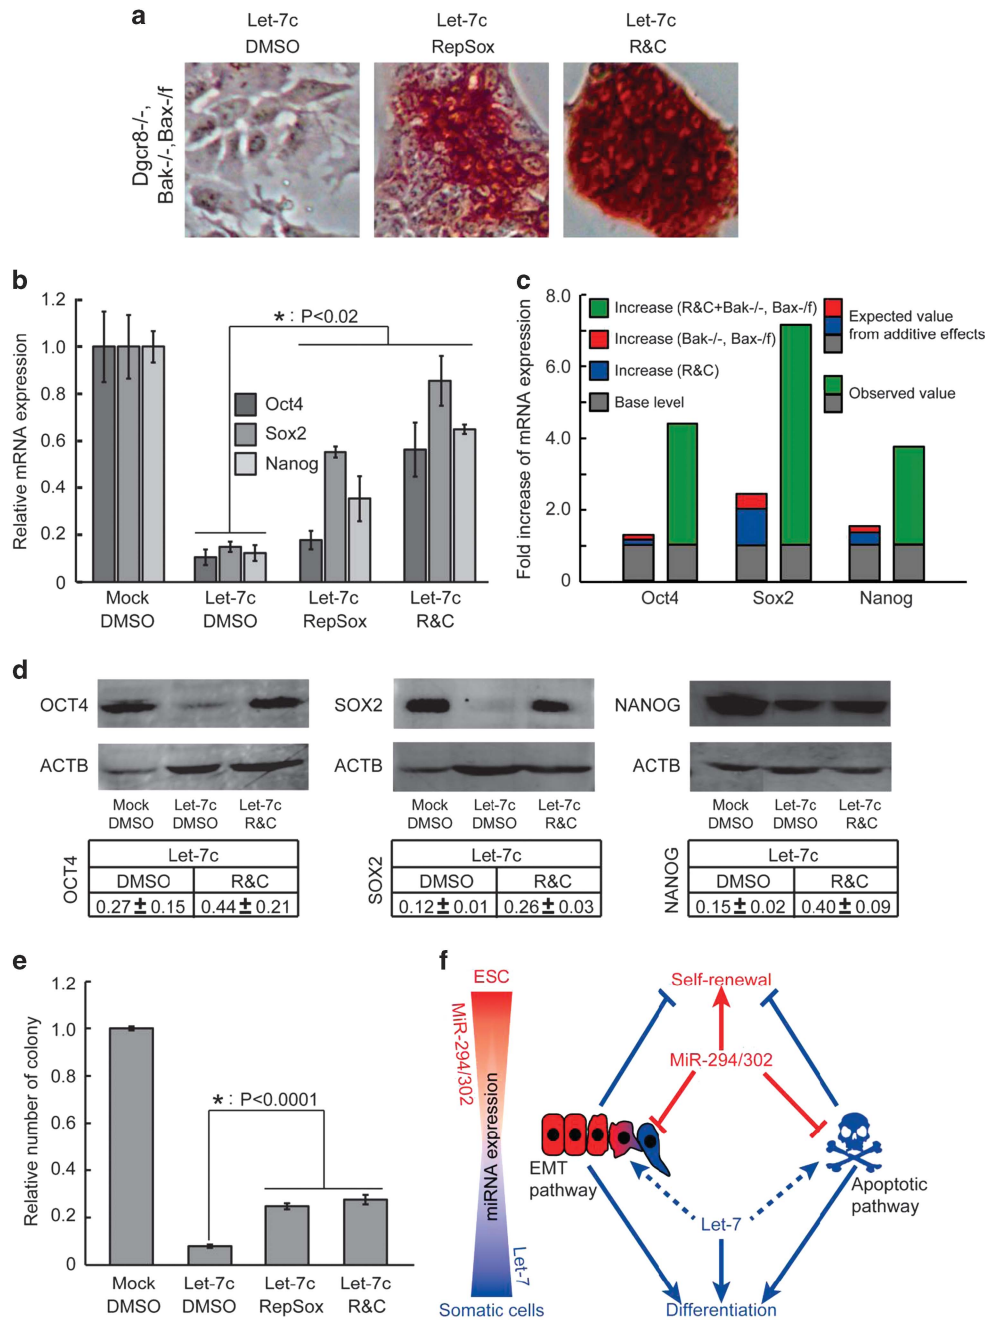 a
Let-7c
DMSO
Let-7c
RepSox
Let-7c
R&C
Dgcr8-/-,
Bak-/-,Bax-/f
b
Relative mRNA expression
1.2
1.0
0.8
0.6
0.4
0.2
0
*: P<0.02
Oct4
Sox2
Nanog
Mock
DMSO
Let-7c
DMSO
Let-7c
RepSox
Let-7c
R&C
c
Fold increase of mRNA expression
8.0
6.0
4.0
2.0
0
Increase (R&C+Bak-/-, Bax-/f)
Increase (Bak-/-, Bax-/f)
Increase (R&C)
Base level
Expected value
from additive effects
Observed value
Oct4
Sox2
Nanog
d
OCT4
ACTB
Mock
DMSO
Let-7c
DMSO
Let-7c
R&C
OCT4
Let-7c
DMSO
R&C
0.27 ± 0.15
0.44 ± 0.21
SOX2
ACTB
Mock
DMSO
Let-7c
DMSO
Let-7c
R&C
SOX2
Let-7c
DMSO
R&C
0.12 ± 0.01
0.26 ± 0.03
NANOG
ACTB
Mock
DMSO
Let-7c
DMSO
Let-7c
R&C
NANOG
Let-7c
DMSO
R&C
0.15 ± 0.02
0.40 ± 0.09
e
Relative number of colony
1.2
1.0
0.8
0.6
0.4
0.2
0
*: P<0.0001
Mock
DMSO
Let-7c
DMSO
Let-7c
RepSox
Let-7c
R&C
f
ESC
MiR-294/302
miRNA expression
Let-7
Somatic cells
Self-renewal
MiR-294/302
EMT
pathway
Apoptotic
pathway
Let-7
Differentiation